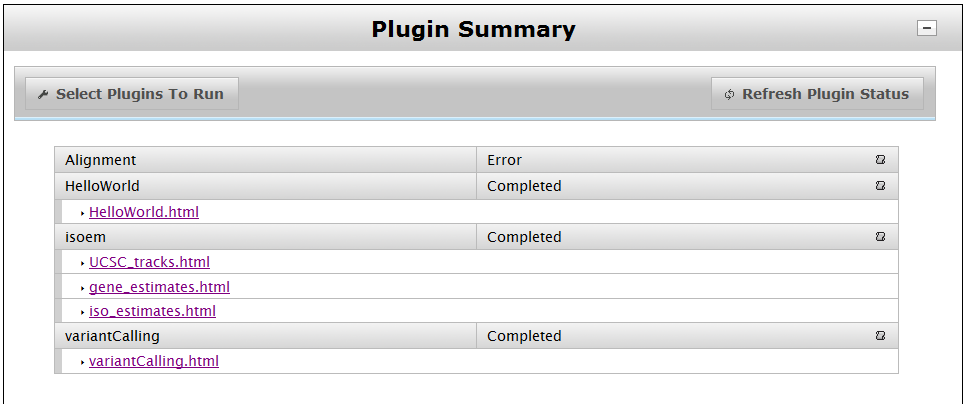 Plugin Summary
Select Plugins To Run
Refresh Plugin Status
Alignment Error
HelloWorld Completed
HelloWorld.html
isoem Completed
UCSC_tracks.html
gene_estimates.html
iso_estimates.html
variantCalling Completed
variantCalling.html